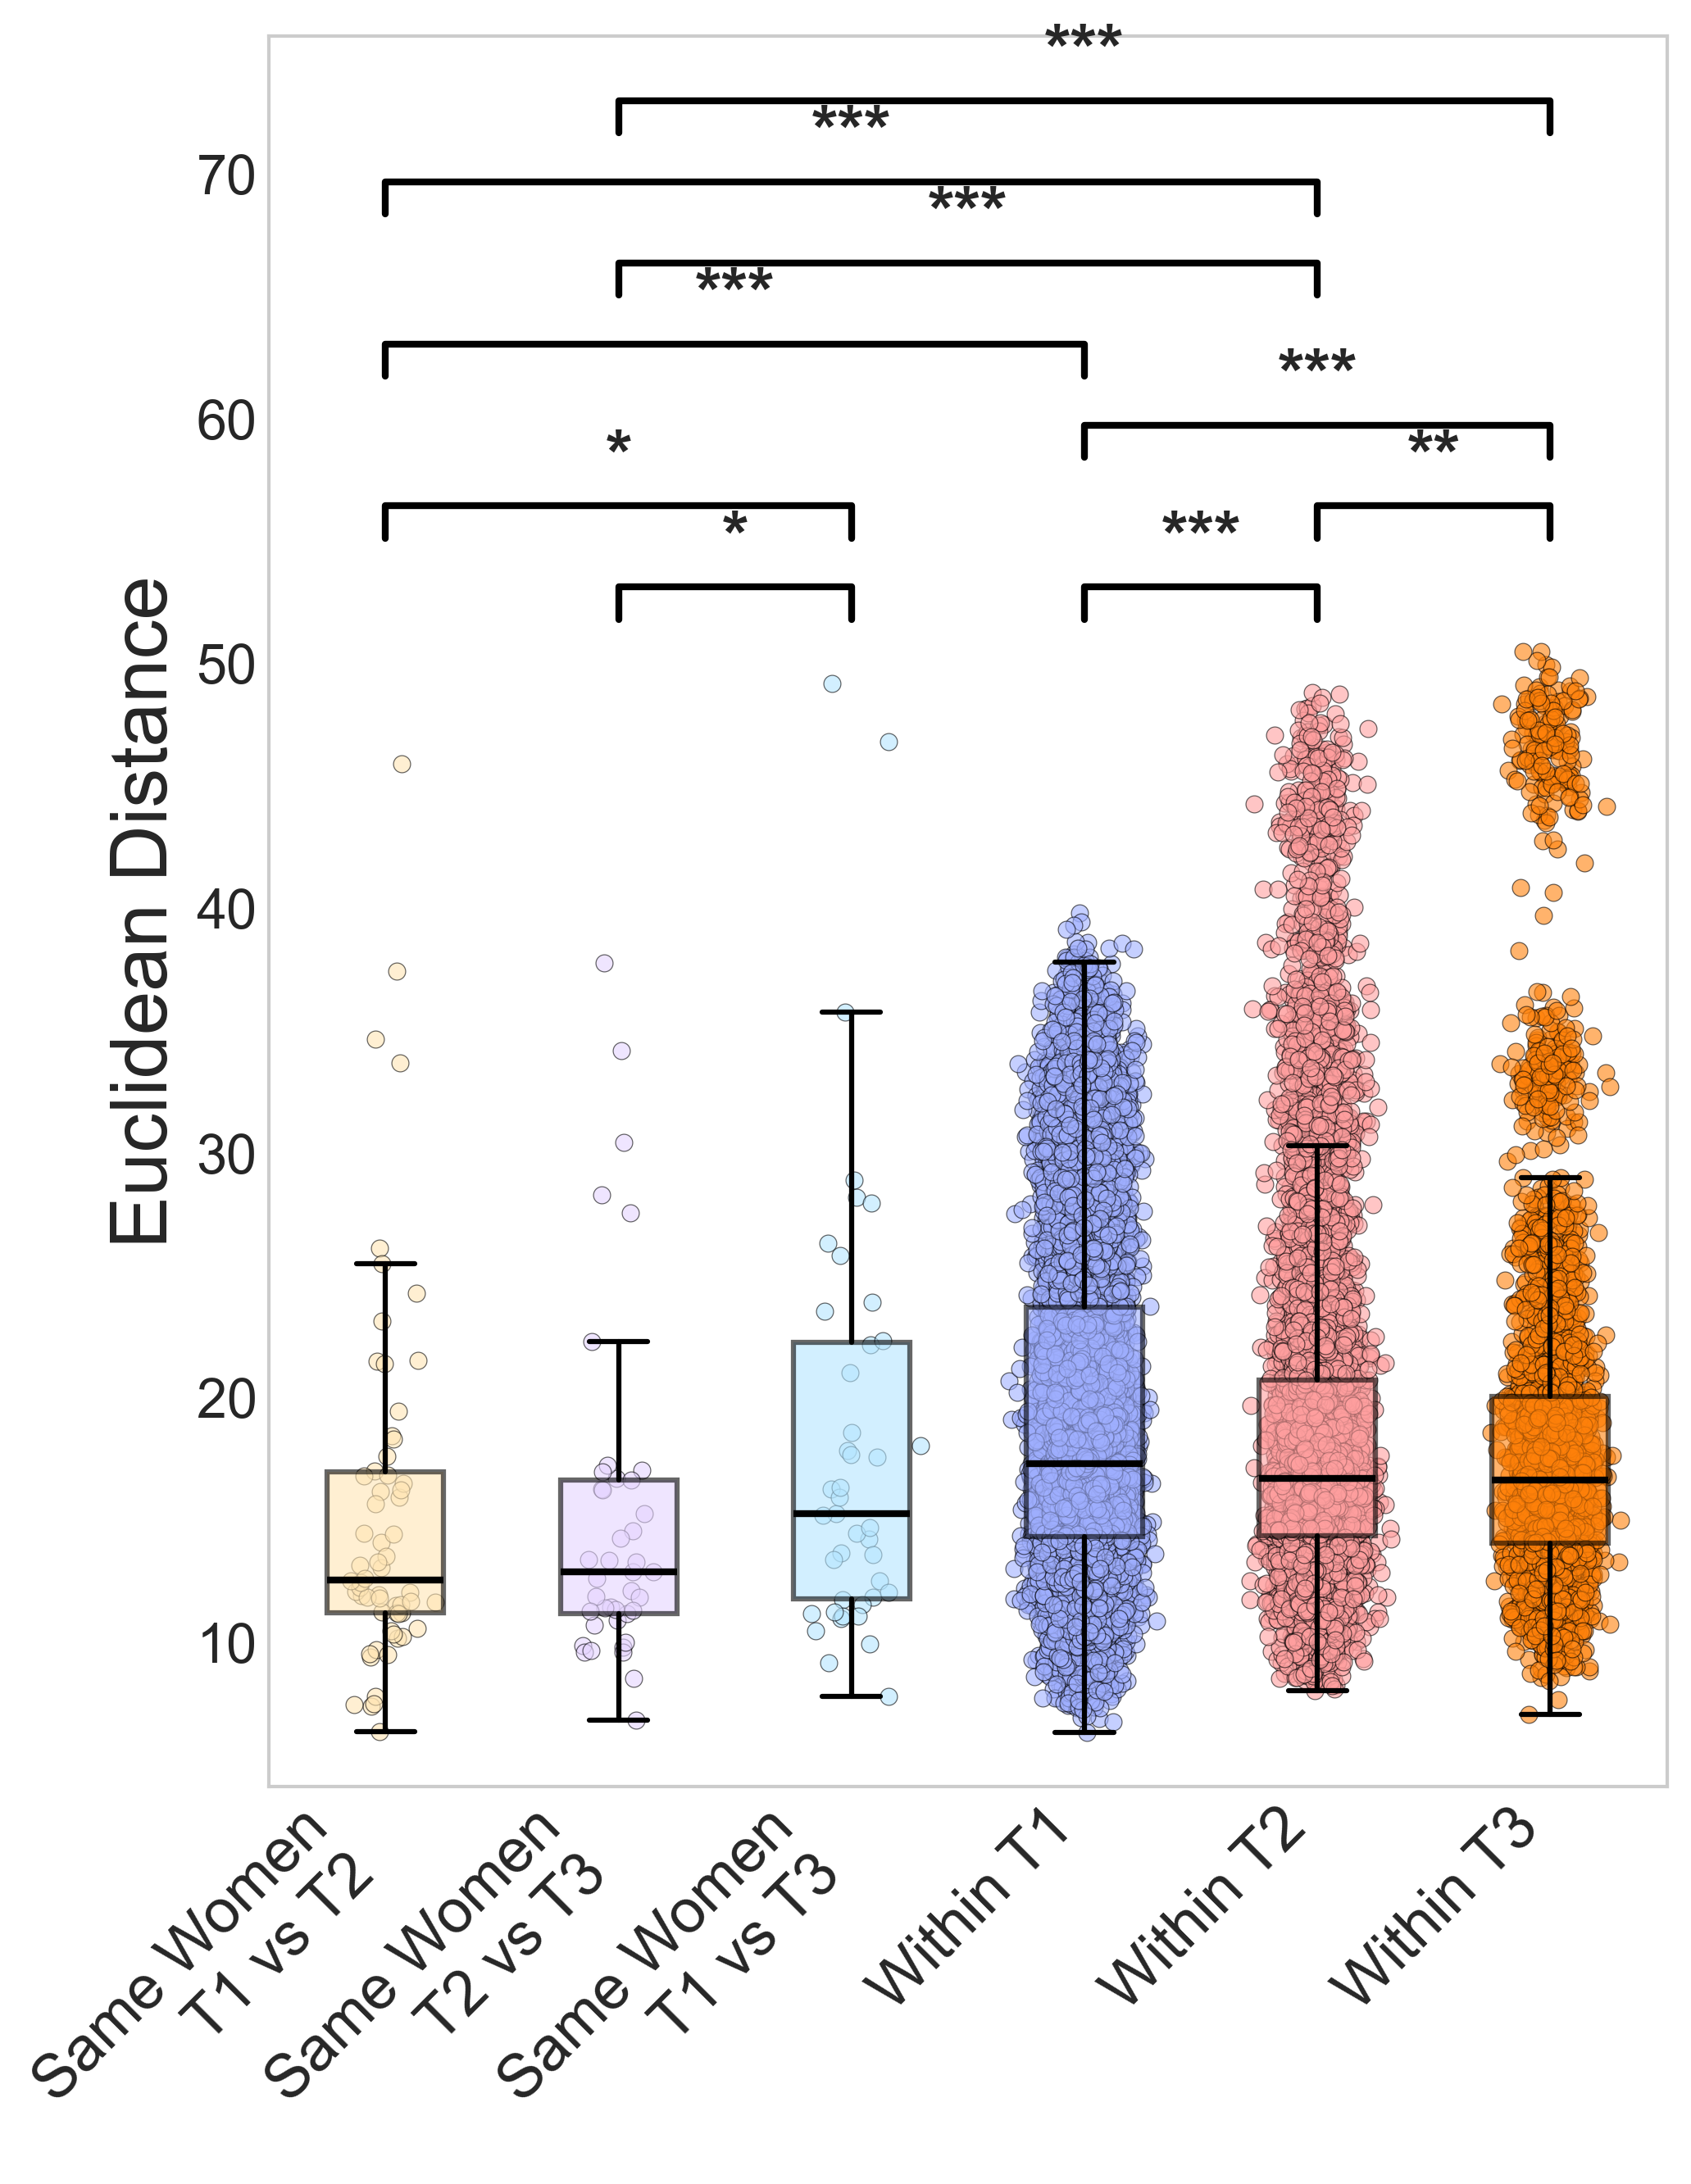 ***
***
***
***
***
*
**
*
***
70
60
50
40
30
20
10
Euclidean Distance
Same Women
T1 vs T2
Same Women
T2 vs T3
Same Women
T1 vs T3
Within T1
Within T2
Within T3